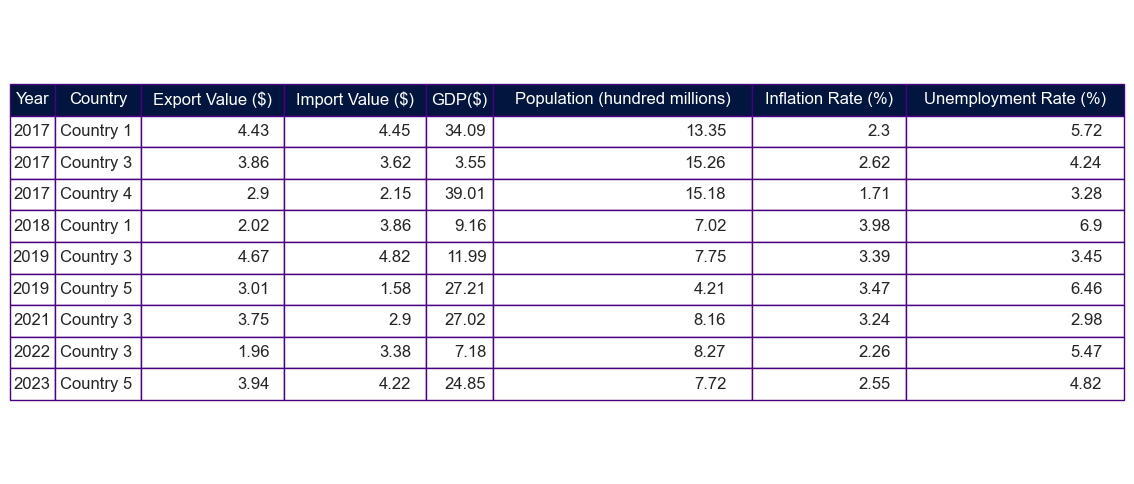 Year Country Export Value ($) Import Value ($) GDP($) Population (hundred millions) Inflation Rate (%) Unemployment Rate (%)
2017 Country 1 4.43 4.45 34.09 13.35 2.3 5.72
2017 Country 3 3.86 3.62 3.55 15.26 2.62 4.24
2017 Country 4 2.9 2.15 39.01 15.18 1.71 3.28
2018 Country 1 2.02 3.86 9.16 7.02 3.98 6.9
2019 Country 3 4.67 4.82 11.99 7.75 3.39 3.45
2019 Country 5 3.01 1.58 27.21 4.21 3.47 6.46
2021 Country 3 3.75 2.9 27.02 8.16 3.24 2.98
2022 Country 3 1.96 3.38 7.18 8.27 2.26 5.47
2023 Country 5 3.94 4.22 24.85 7.72 2.55 4.82